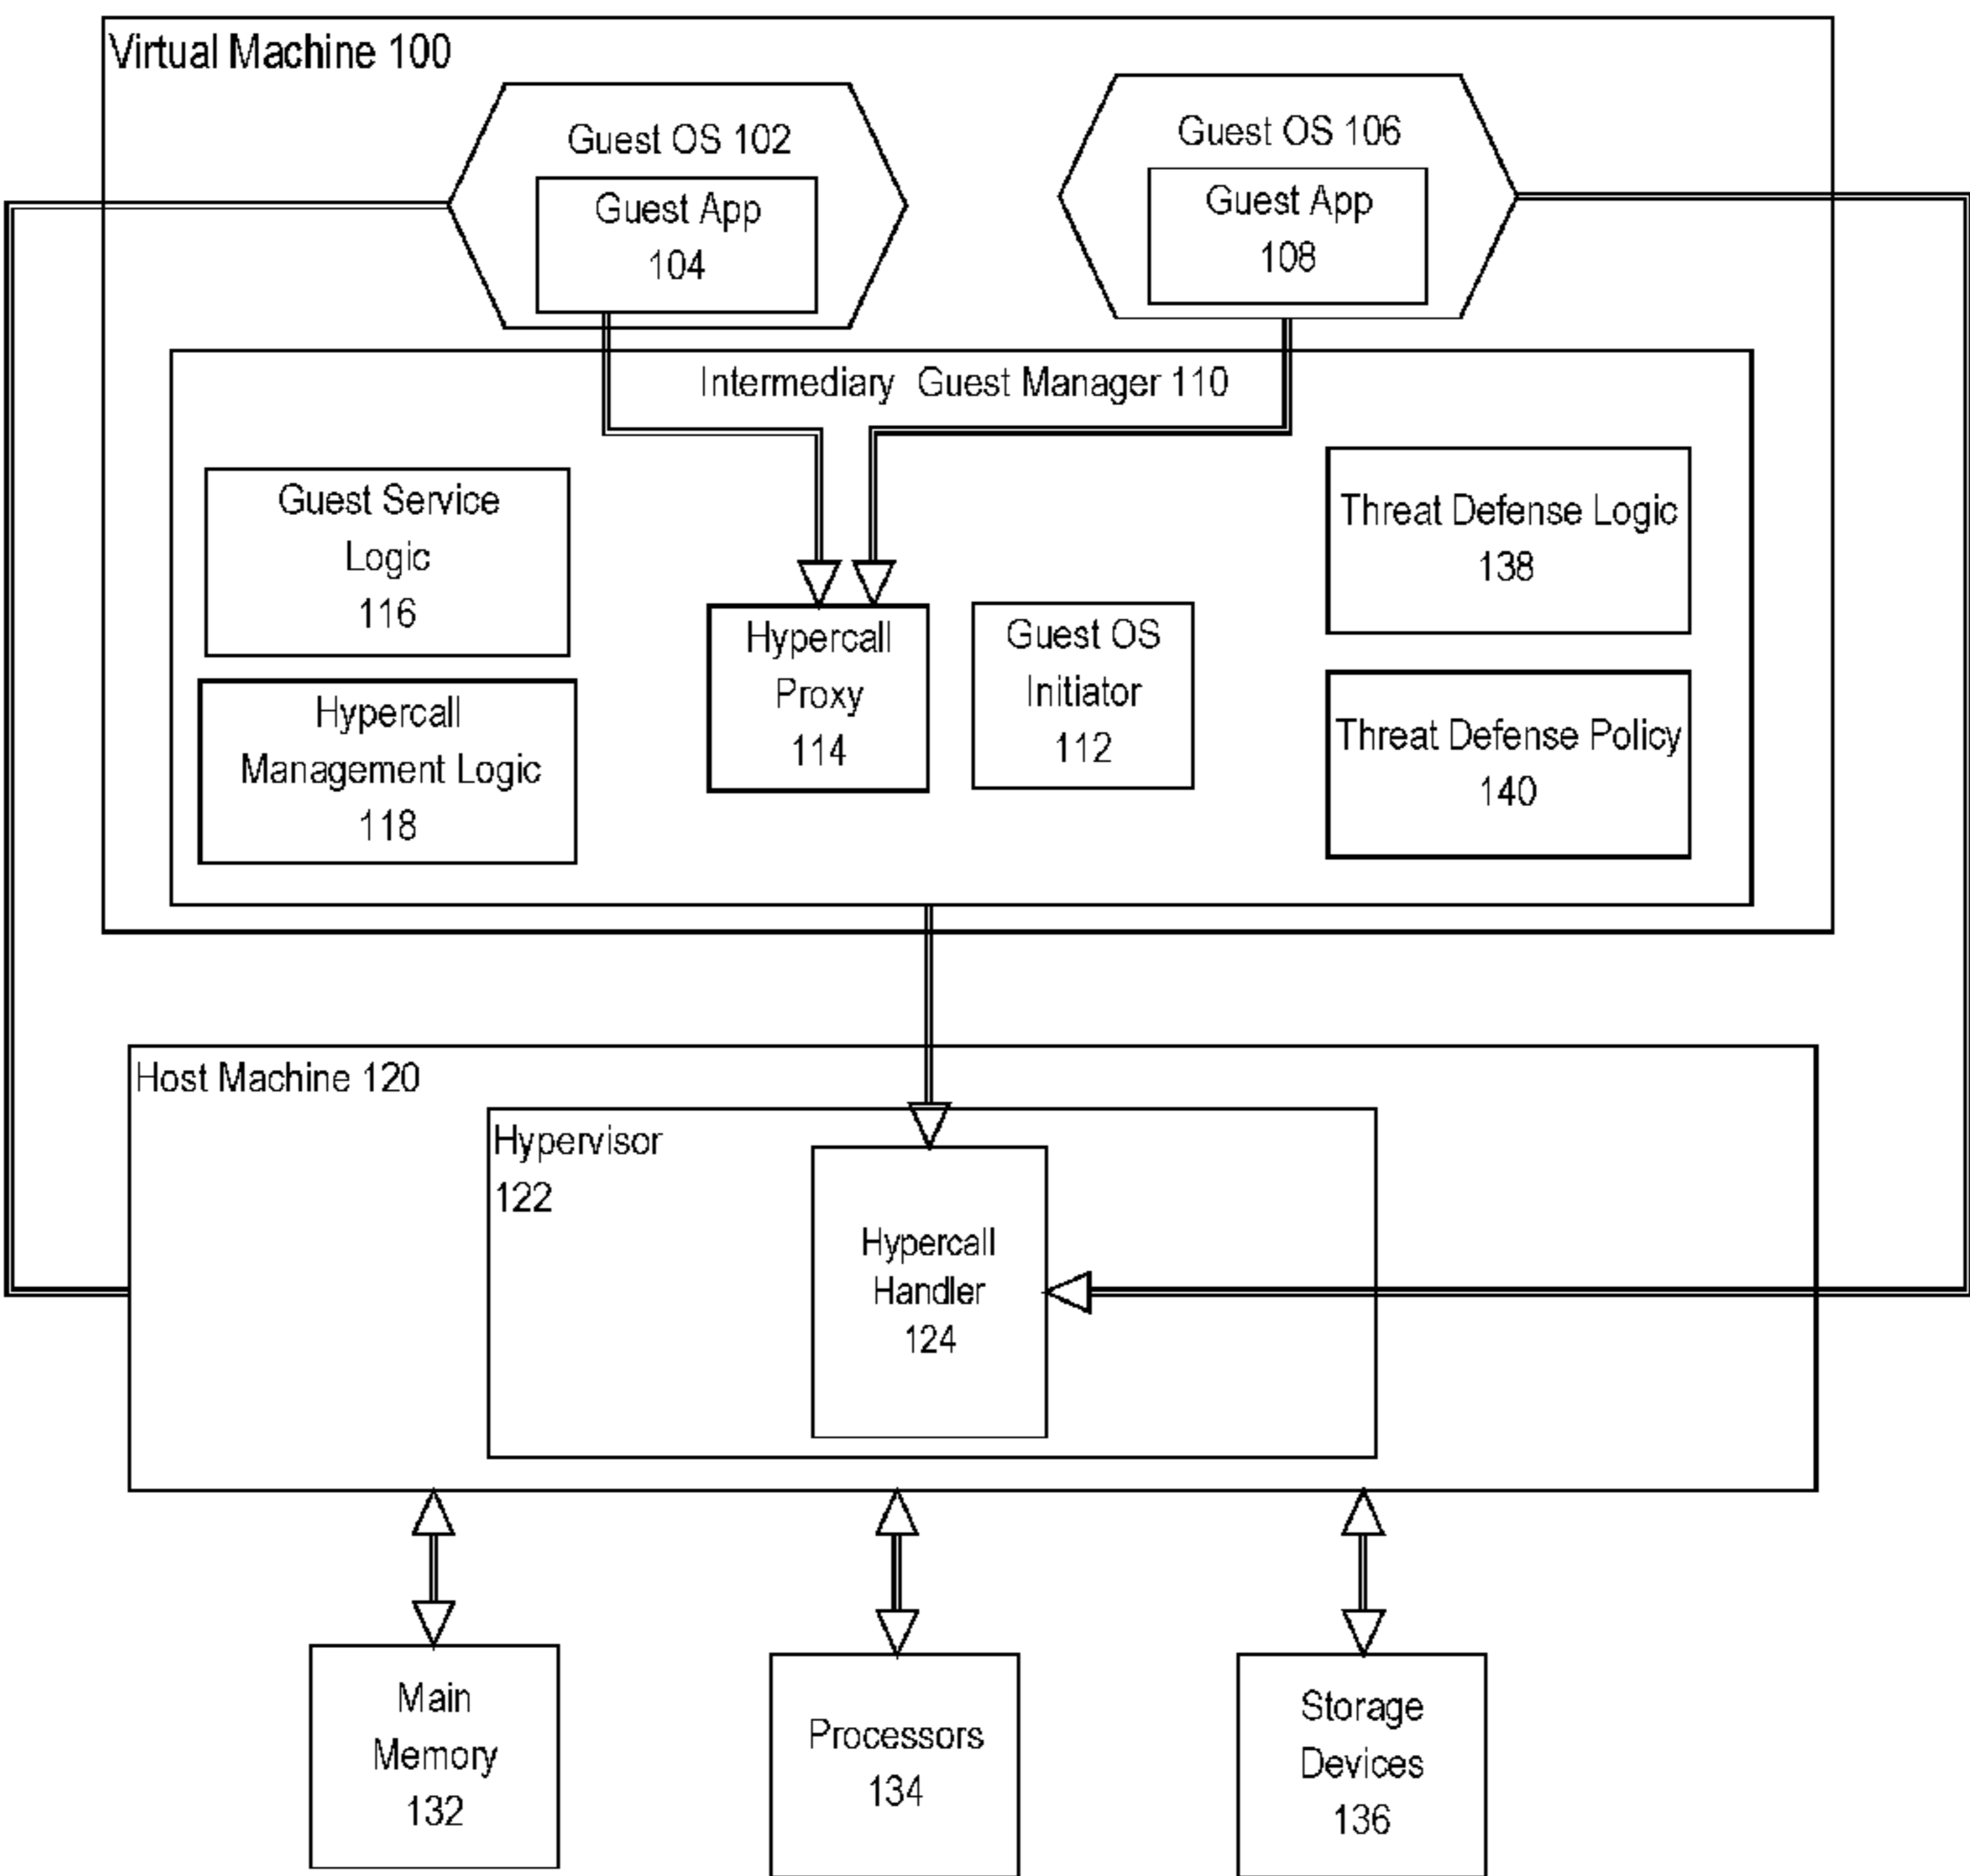 Virtual Machine 100
Guest OS 102
Guest App
104
Guest OS 106
Guest App
108
Intermediary Guest Manager 110
Guest Service
Logic
116
Hypercall
Management Logic
118
Hypercall
Proxy
114
Guest OS
Initiator
112
Threat Defense Logic
138
Threat Defense Policy
140
Host Machine 120
Hypervisor
122
Hypercall
Handler
124
Main
Memory
132
Processors
134
Storage
Devices
136